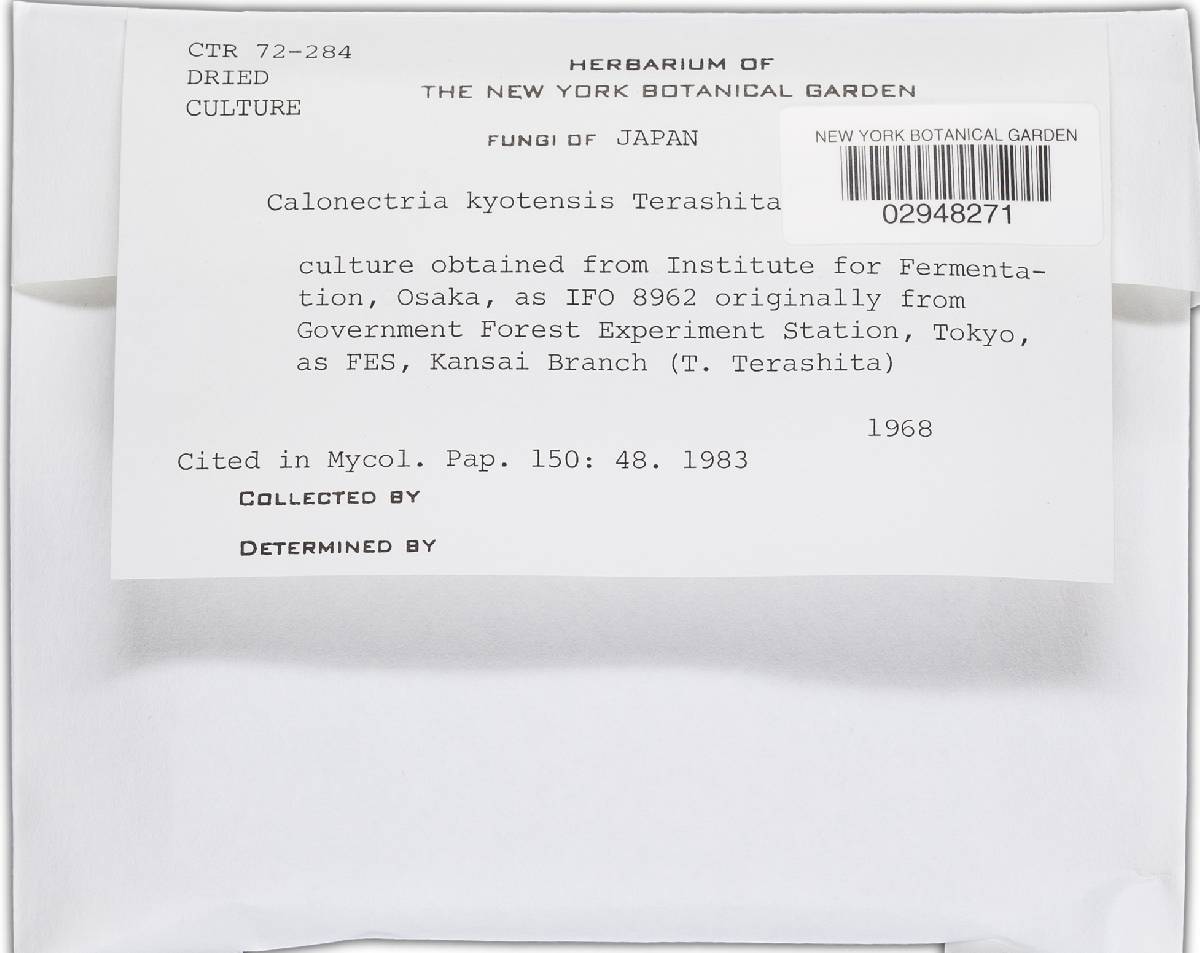 CTR 72-284
DRIED
CULTURE
HERBARIUM OF
THE NEW YORK BOTANICAL GARDEN
FUNGI OF JAPAN
NEW YORK BOTANICAL GARDEN
02948271
Calonectria kyotensis Terashita
culture obtained from Institute for Fermenta-
tion, Osaka, as IFO 8962 originally from
Government Forest Experiment Station, Tokyo,
as FES, Kansai Branch (T. Terashita)
1968
Cited in Mycol. Pap. 150: 48. 1983
COLLECTED BY
DETERMINED BY